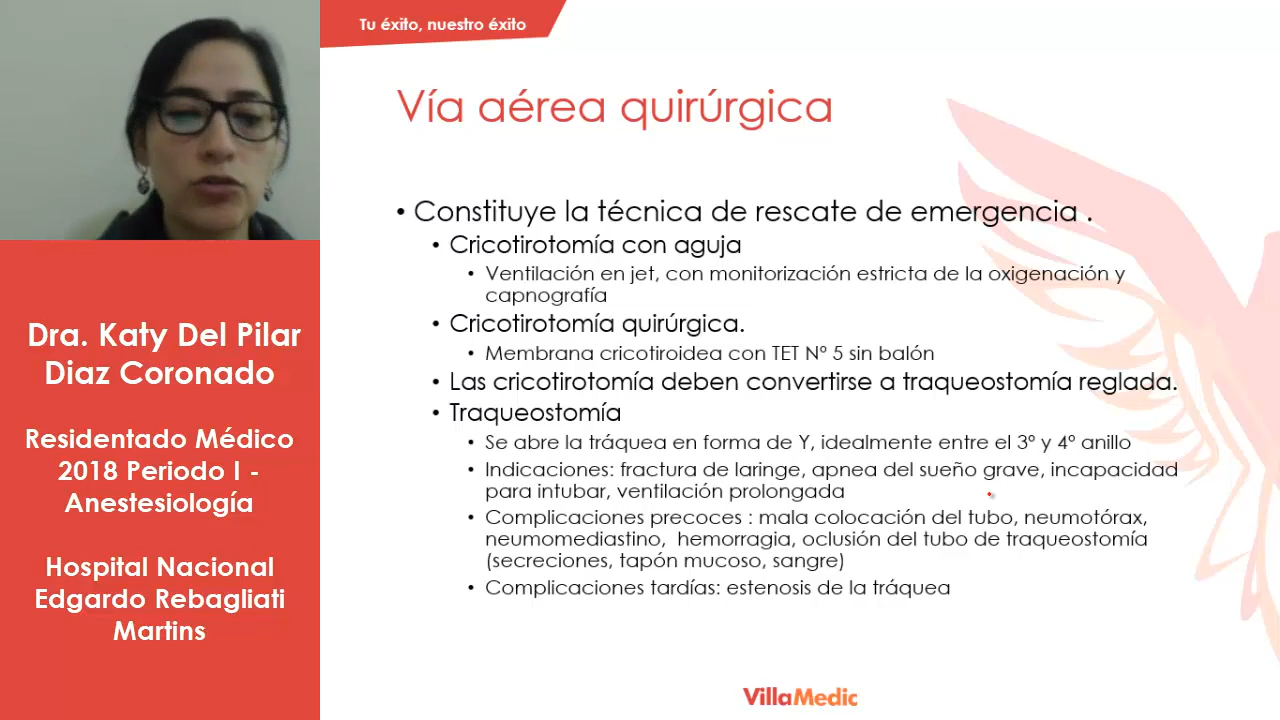 Tu éxito, nuestro éxito
Vía aérea quirúrgica
• Constituye la técnica de rescate de emergencia .
• Cricotirotomía con aguja
• Ventilación en jet, con monitorización estricta de la oxigenación y
capnografía
• Cricotirotomía quirúrgica.
• Membrana cricotiroidea con TET Nº 5 sin balón
• Las cricotirotomía deben convertirse a traqueostomía reglada.
• Traqueostomía
• Se abre la tráquea en forma de Y, idealmente entre el 3º y 4º anillo
• Indicaciones: fractura de laringe, apnea del sueño grave, incapacidad
para intubar, ventilación prolongada
• Complicaciones precoces : mala colocación del tubo, neumotórax,
neumomediastino, hemorragia, oclusión del tubo de traqueostomía
(secreciones, tapón mucoso, sangre)
• Complicaciones tardías: estenosis de la tráquea
Dra. Katy Del Pilar
Diaz Coronado
Residentado Médico
2018 Periodo I -
Anestesiología
Hospital Nacional
Edgardo Rebagliati
Martins
VillaMedic